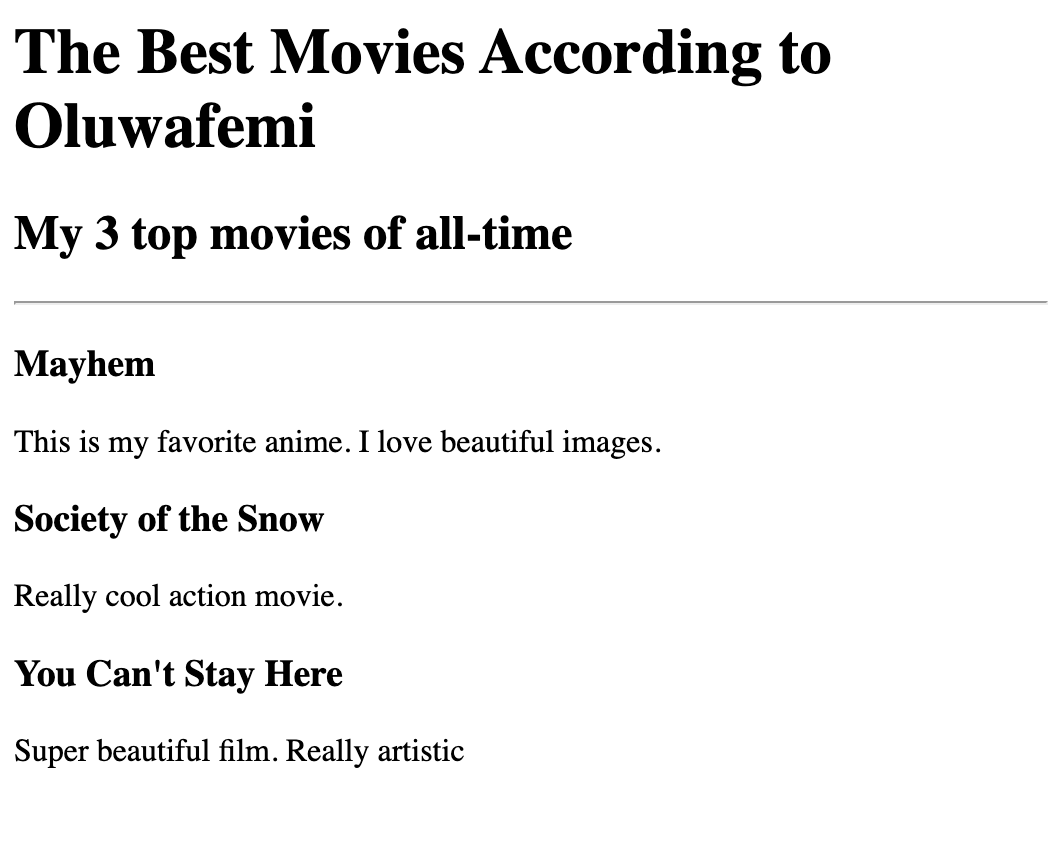 The Best Movies According to
Oluwafemi
My 3 top movies of all-time
Mayhem
This is my favorite anime. I love beautiful images.
Society of the Snow
Really cool action movie.
You Can't Stay Here
Super beautiful film. Really artistic